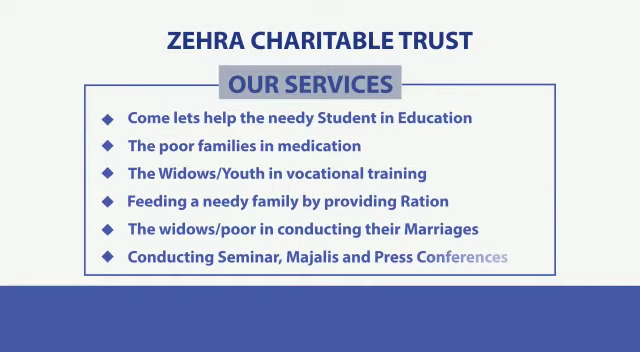 ZEHRA CHARITABLE TRUST
OUR SERVICES
Come lets help the needy Student in Education
The poor families in medication
The Widows/Youth in vocational training
Feeding a needy family by providing Ration
The widows/poor in conducting their Marriages
Conducting Seminar, Majalis and Press Conferences